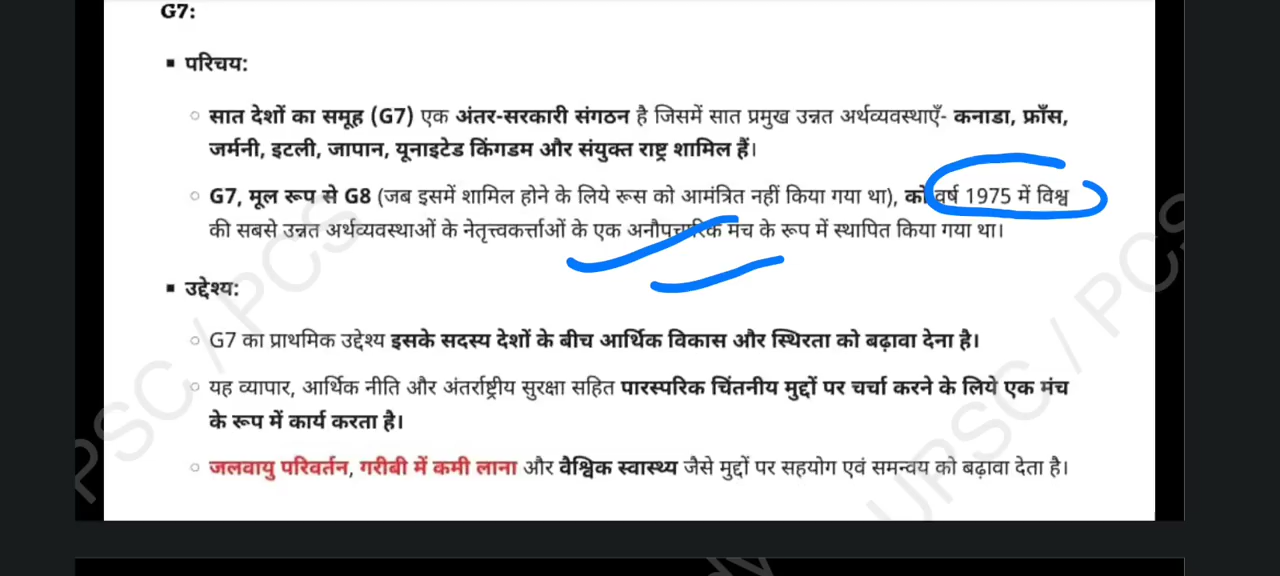 G7:
▪ परिचय:
○ सात देशों का समूह (G7) एक अंतर-सरकारी संगठन है जिसमें सात प्रमुख उन्नत अर्थव्यवस्थाएँ- कनाडा, फ्राँस,
जर्मनी, इटली, जापान, यूनाइटेड किंगडम और संयुक्त राष्ट्र शामिल हैं।
○ G7, मूल रूप से G8 (जब इसमें शामिल होने के लिये रूस को आमंत्रित नहीं किया गया था), को वर्ष 1975 में विश्व
की सबसे उन्नत अर्थव्यवस्थाओं के नेतृत्त्वकर्त्ताओं के एक अनौपचारिक मंच के रूप में स्थापित किया गया था।
▪ उद्देश्य:
○ G7 का प्राथमिक उद्देश्य इसके सदस्य देशों के बीच आर्थिक विकास और स्थिरता को बढ़ावा देना है।
○ यह व्यापार, आर्थिक नीति और अंतर्राष्ट्रीय सुरक्षा सहित पारस्परिक चिंतनीय मुद्दों पर चर्चा करने के लिये एक मंच
के रूप में कार्य करता है।
○ जलवायु परिवर्तन, गरीबी में कमी लाना और वैश्विक स्वास्थ्य जैसे मुद्दों पर सहयोग एवं समन्वय को बढ़ावा देता है।
PSC / PCS
UPSC / PCS